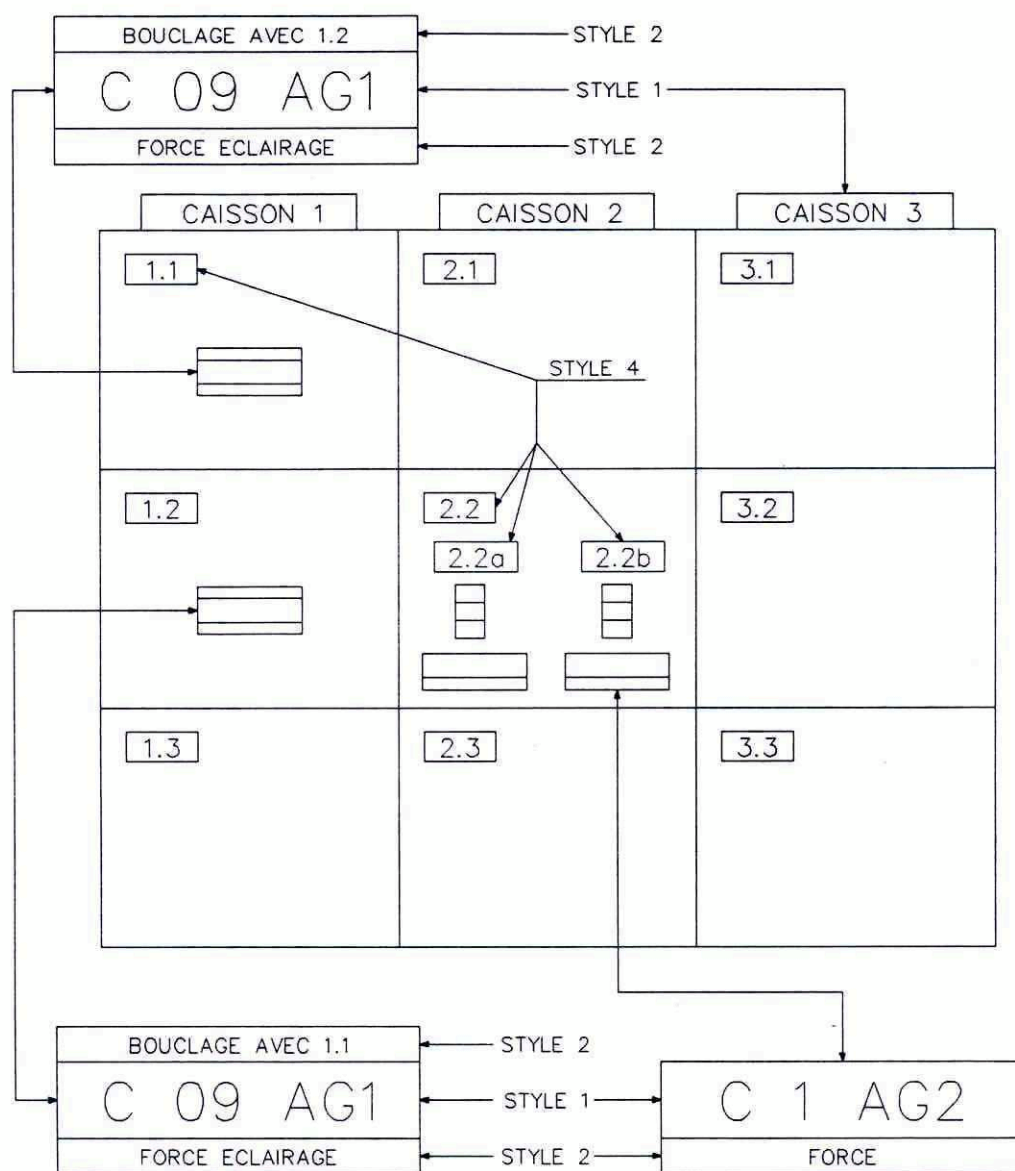 BOUCLAGE AVEC 1.2
STYLE 2
C 09 AG1
STYLE 1
FORCE ECLAIRAGE
STYLE 2
CAISSON 1
CAISSON 2
CAISSON 3
1.1
2.1
3.1
STYLE 4
1.2
2.2
3.2
2.2a
2.2b
1.3
2.3
3.3
BOUCLAGE AVEC 1.1
STYLE 2
C 09 AG1
STYLE 1
C 1 AG2
FORCE ECLAIRAGE
STYLE 2
FORCE